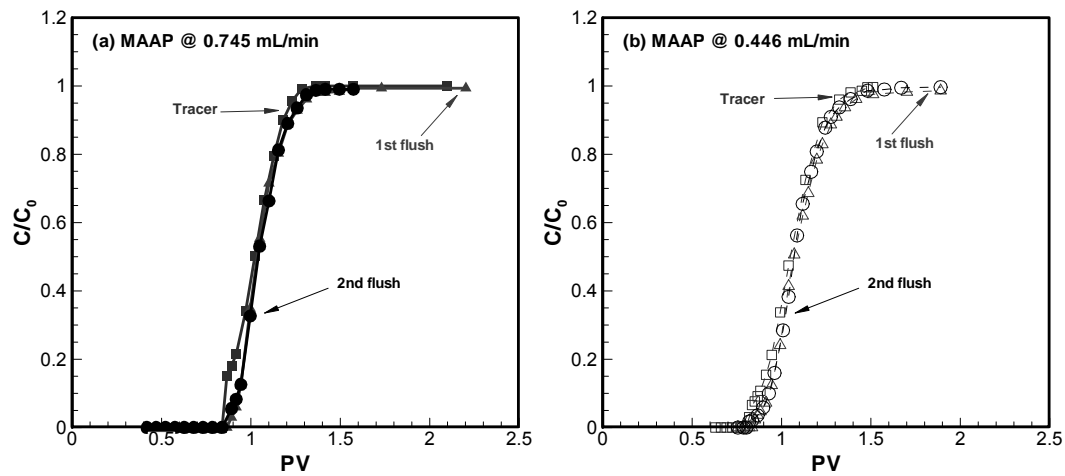 (a) MAAP @ 0.745 mL/min
Tracer
1st flush
2nd flush
C/C0
1.2
1
0.8
0.6
0.4
0.2
0
0 0.5 1 1.5 2 2.5
PV
(b) MAAP @ 0.446 mL/min
Tracer
1st flush
2nd flush
C/C0
1.2
1
0.8
0.6
0.4
0.2
0
0 0.5 1 1.5 2 2.5
PV